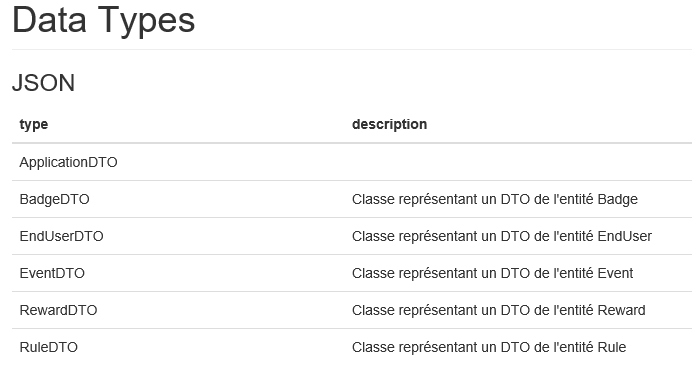 Data Types
JSON
type description
ApplicationDTO
BadgeDTO Classe représentant un DTO de l'entité Badge
EndUserDTO Classe représentant un DTO de l'entité EndUser
EventDTO Classe représentant un DTO de l'entité Event
RewardDTO Classe représentant un DTO de l'entité Reward
RuleDTO Classe représentant un DTO de l'entité Rule